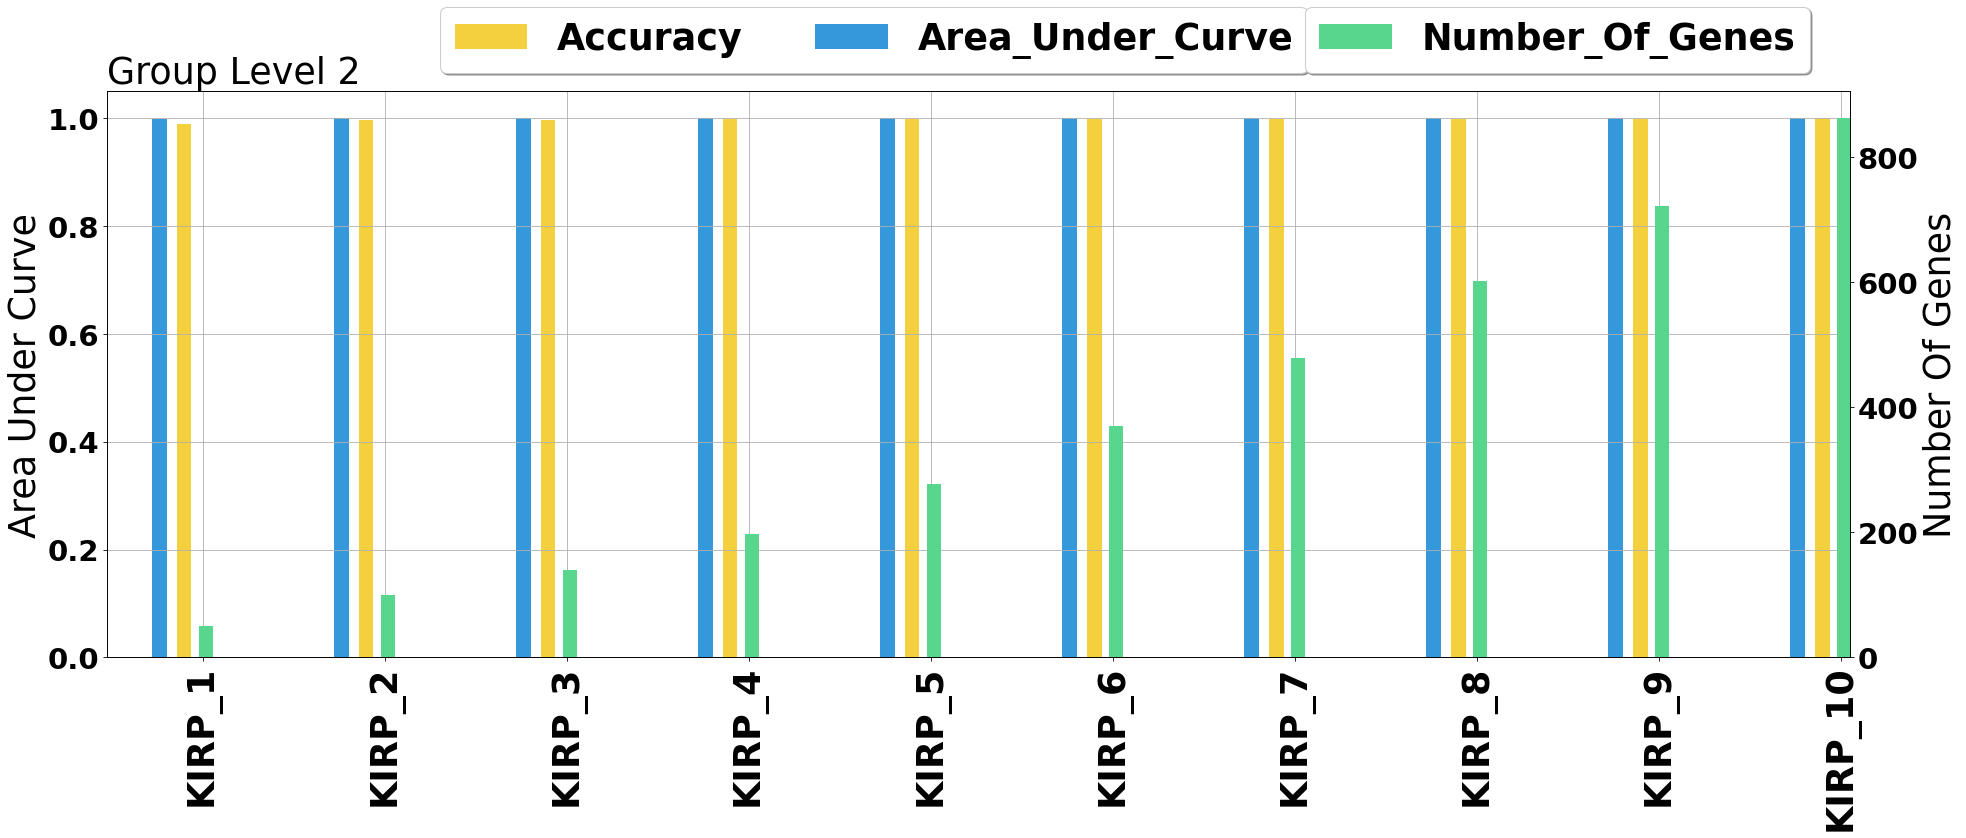 Accuracy Area_Under_Curve Number_Of_Genes
Group Level 2
Area Under Curve
1.0
0.8
0.6
0.4
0.2
0.0
800
600
400
200
0
Number Of Genes
KIRP_1
KIRP_2
KIRP_3
KIRP_4
KIRP_5
KIRP_6
KIRP_7
KIRP_8
KIRP_9
KIRP_10